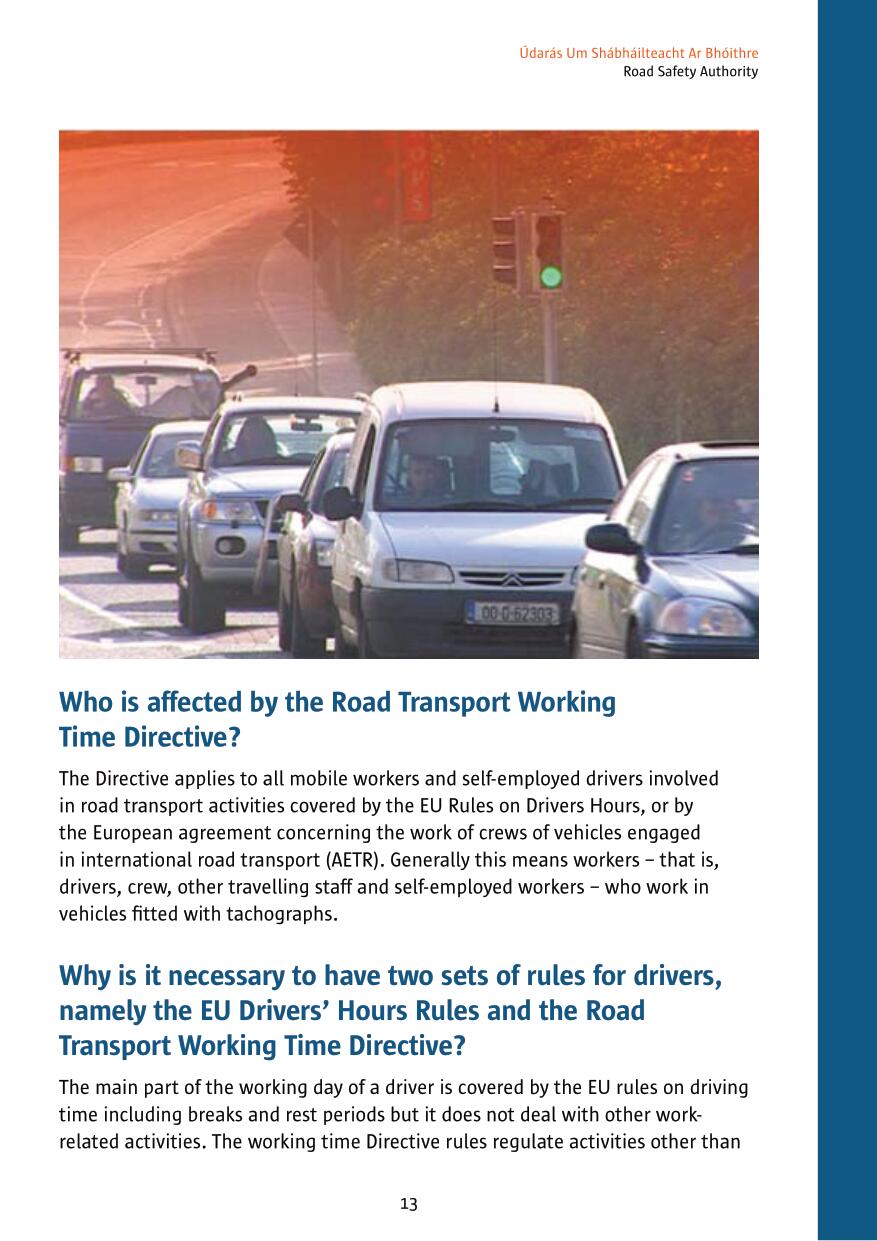 Údarás Um Shábháilteacht Ar Bhóithre
Road Safety Authority
OPS
00-D-62303
Who is affected by the Road Transport Working
Time Directive?
The Directive applies to all mobile workers and self-employed drivers involved
in road transport activities covered by the EU Rules on Drivers Hours, or by
the European agreement concerning the work of crews of vehicles engaged
in international road transport (AETR). Generally this means workers – that is,
drivers, crew, other travelling staff and self-employed workers – who work in
vehicles fitted with tachographs.
Why is it necessary to have two sets of rules for drivers,
namely the EU Drivers’ Hours Rules and the Road
Transport Working Time Directive?
The main part of the working day of a driver is covered by the EU rules on driving
time including breaks and rest periods but it does not deal with other work-
related activities. The working time Directive rules regulate activities other than
13